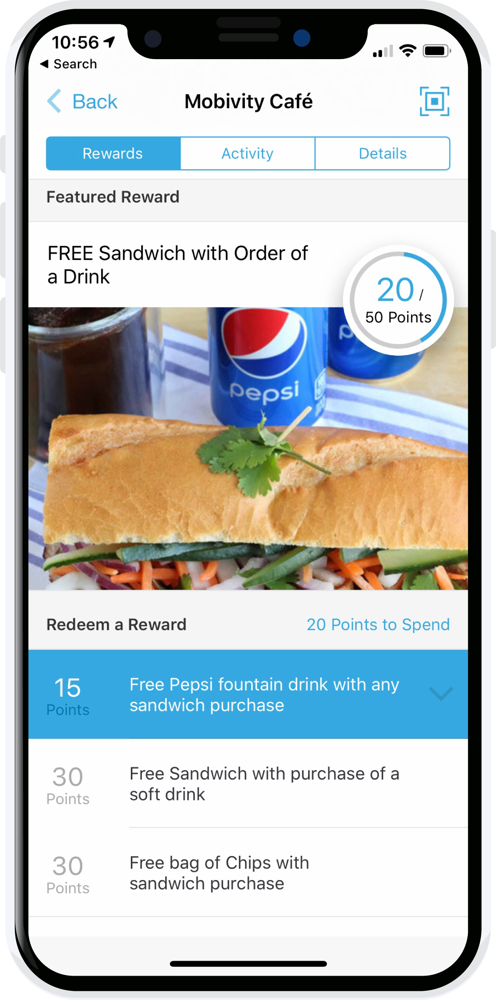 10:56
Search
Back
Mobivity Café
Rewards
Activity
Details
Featured Reward
FREE Sandwich with Order of
a Drink
20 /
50 Points
pepsi
p
Redeem a Reward
20 Points to Spend
15
Points
Free Pepsi fountain drink with any
sandwich purchase
30
Points
Free Sandwich with purchase of a
soft drink
30
Points
Free bag of Chips with
sandwich purchase